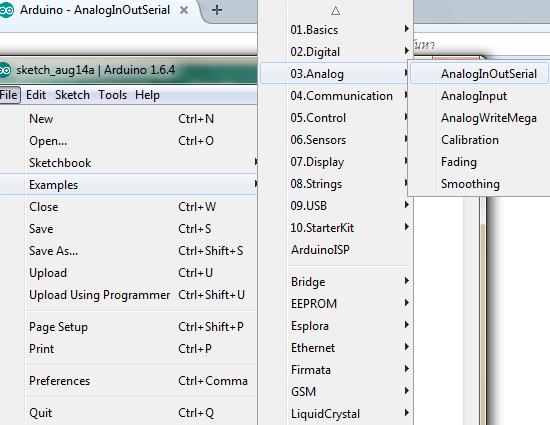 Arduino - AnalogInOutSerial
sketch_aug14a | Arduino 1.6.4
File Edit Sketch Tools Help
New Ctrl+N
Open... Ctrl+O
Sketchbook
Examples
Close Ctrl+W
Save Ctrl+S
Save As... Ctrl+Shift+S
Upload Ctrl+U
Upload Using Programmer Ctrl+Shift+U
Page Setup Ctrl+Shift+P
Print Ctrl+P
Preferences Ctrl+Comma
Quit Ctrl+Q
01.Basics
02.Digital
03.Analog
04.Communication
05.Control
06.Sensors
07.Display
08.Strings
09.USB
10.StarterKit
ArduinoISP
Bridge
EEPROM
Esplora
Ethernet
Firmata
GSM
LiquidCrystal
AnalogInOutSerial
AnalogInput
AnalogWriteMega
Calibration
Fading
Smoothing